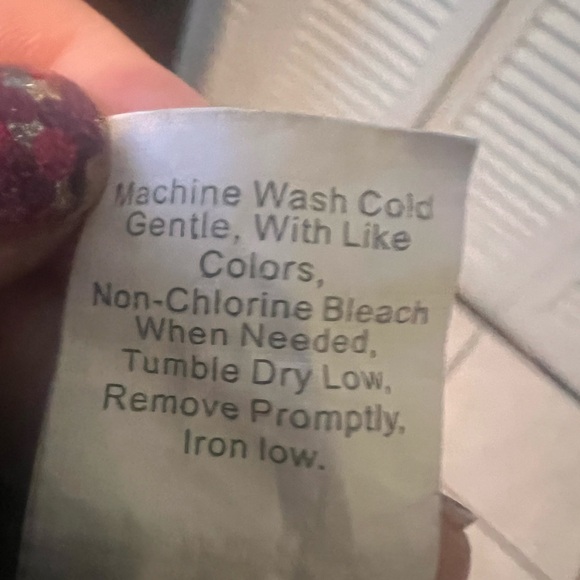 Machine Wash Cold
Gentle, With Like
Colors,
Non-Chlorine Bleach
When Needed,
Tumble Dry Low,
Remove Promptly,
Iron low.